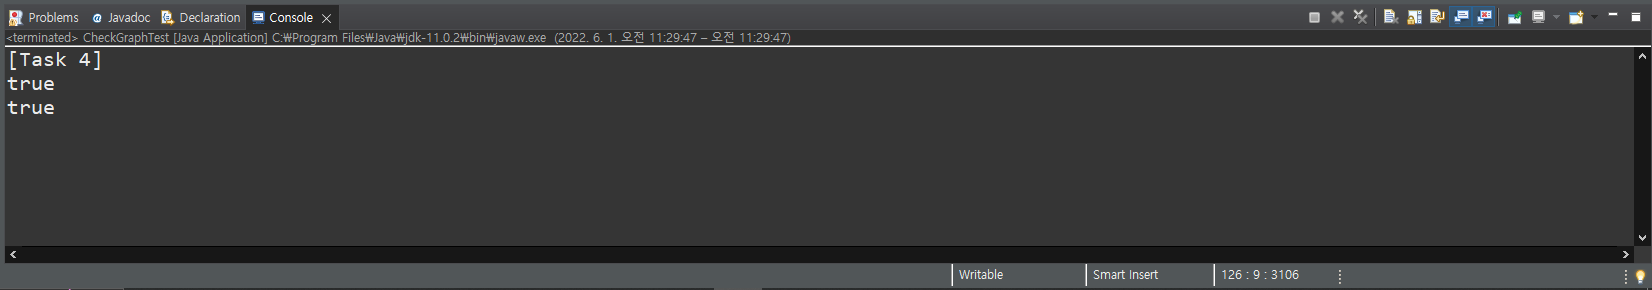 Problems @ Javadoc Declaration Console
<terminated> CheckGraphTest [Java Application] C:₩Program Files₩Java₩jdk-11.0.2₩bin₩javaw.exe (2022. 6. 1. 오전 11:29:47 – 오전 11:29:47)
[Task 4]
true
true
Writable Smart Insert 126 : 9 : 3106